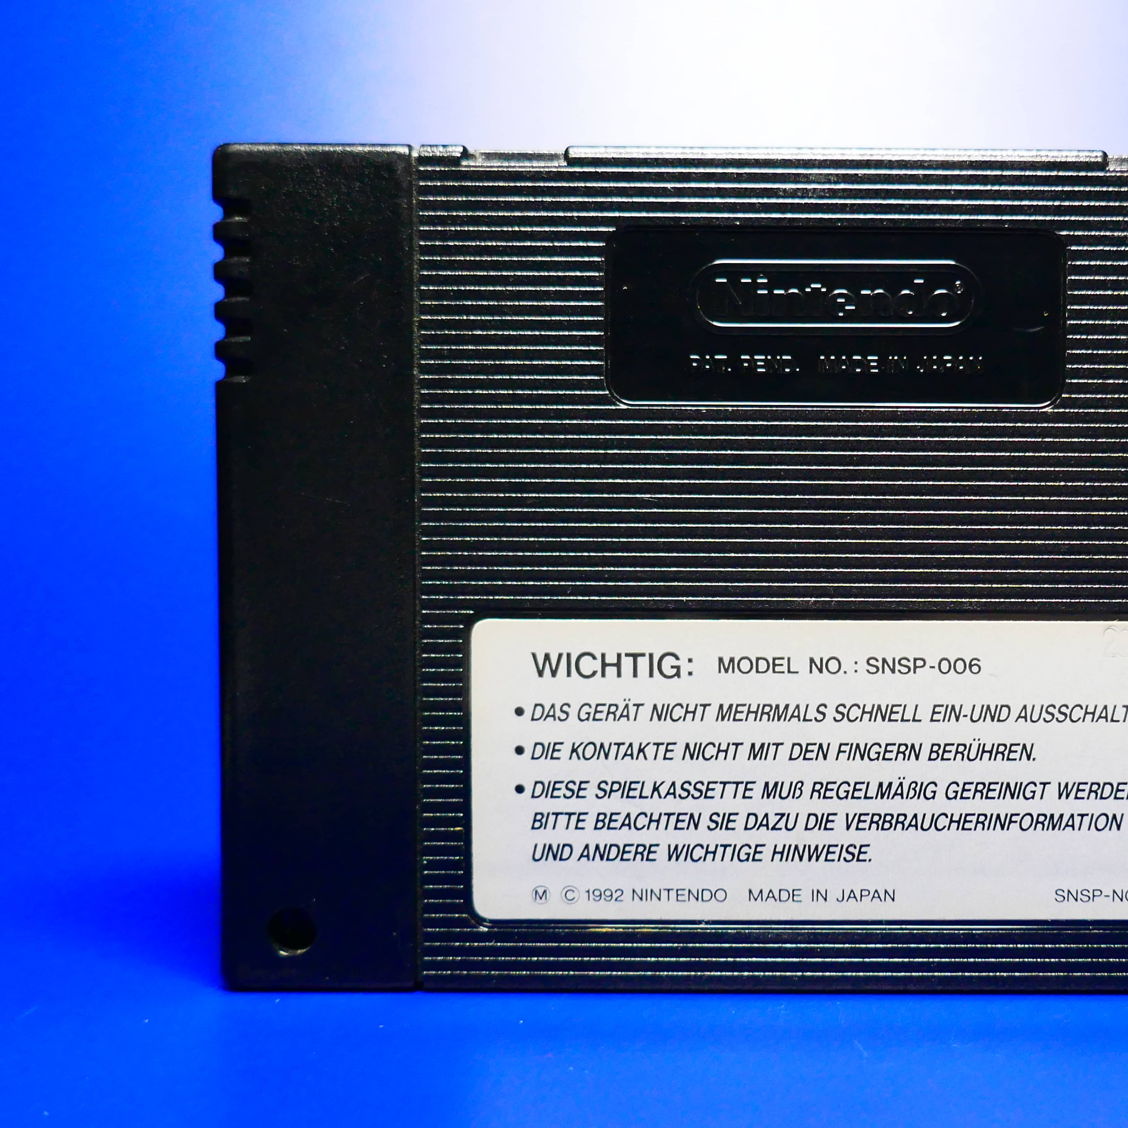 Nintendo®
PAT. PEND. MADE IN JAPAN
WICHTIG: MODEL NO.: SNSP-006
• DAS GERÄT NICHT MEHRMALS SCHNELL EIN-UND AUSSCHALT
• DIE KONTAKTE NICHT MIT DEN FINGERN BERÜHREN.
• DIESE SPIELKASSETTE MUß REGELMÄßIG GEREINIGT WERDE
BITTE BEACHTEN SIE DAZU DIE VERBRAUCHERINFORMATION
UND ANDERE WICHTIGE HINWEISE.
Ⓜ © 1992 NINTENDO MADE IN JAPAN SNSP-NO